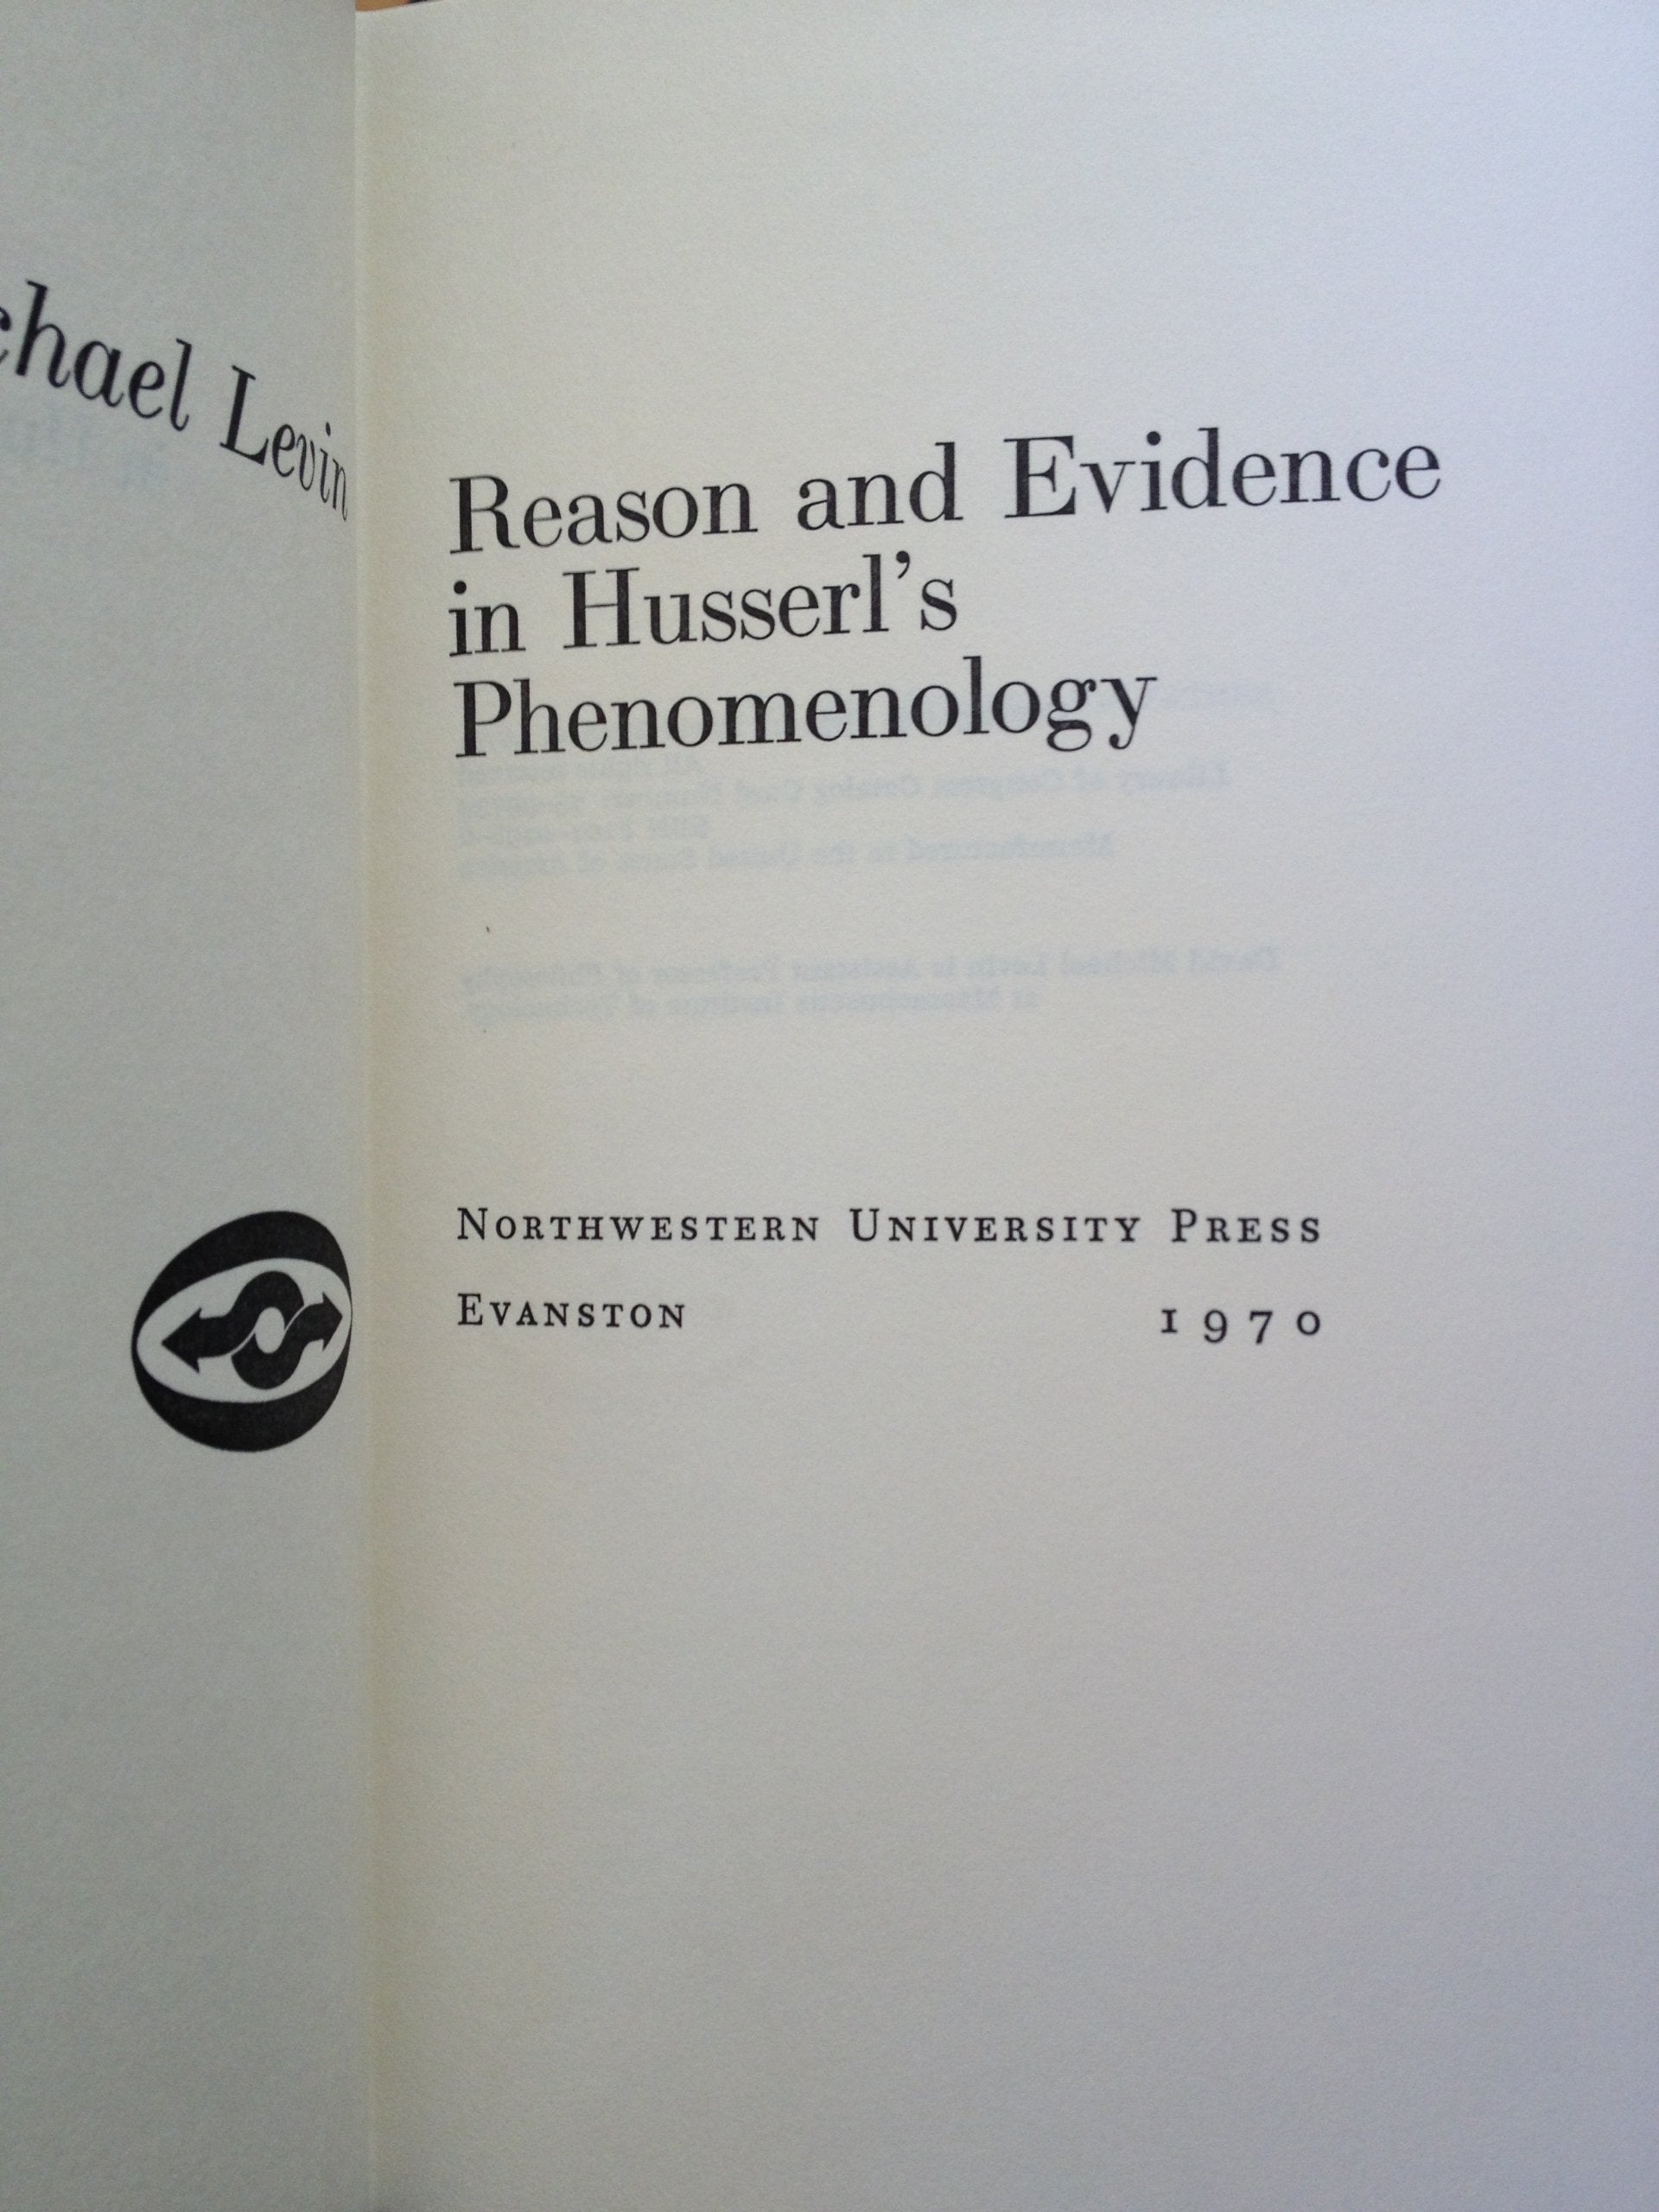 chael Levin
Reason and Evidence
in Husserl's
Phenomenology
NORTHWESTERN UNIVERSITY PRESS
EVANSTON 1970